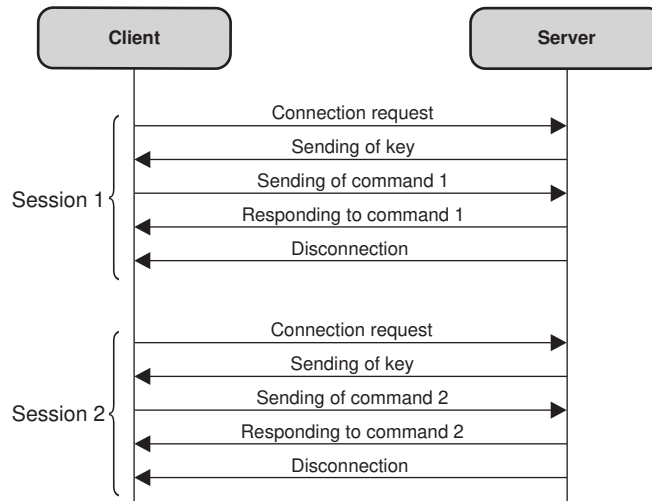 Client
Server
Connection request
Sending of key
Session 1
Sending of command 1
Responding to command 1
Disconnection
Connection request
Sending of key
Session 2
Sending of command 2
Responding to command 2
Disconnection